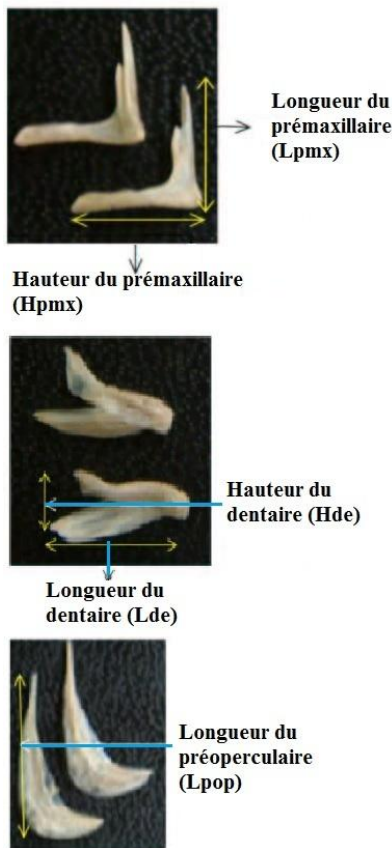 Longueur du
prémaxillaire
(Lpmx)
Hauteur du prémaxillaire
(Hpmx)
Hauteur du
dentaire (Hde)
Longueur du
dentaire (Lde)
Longueur du
préoperculaire
(Lpop)